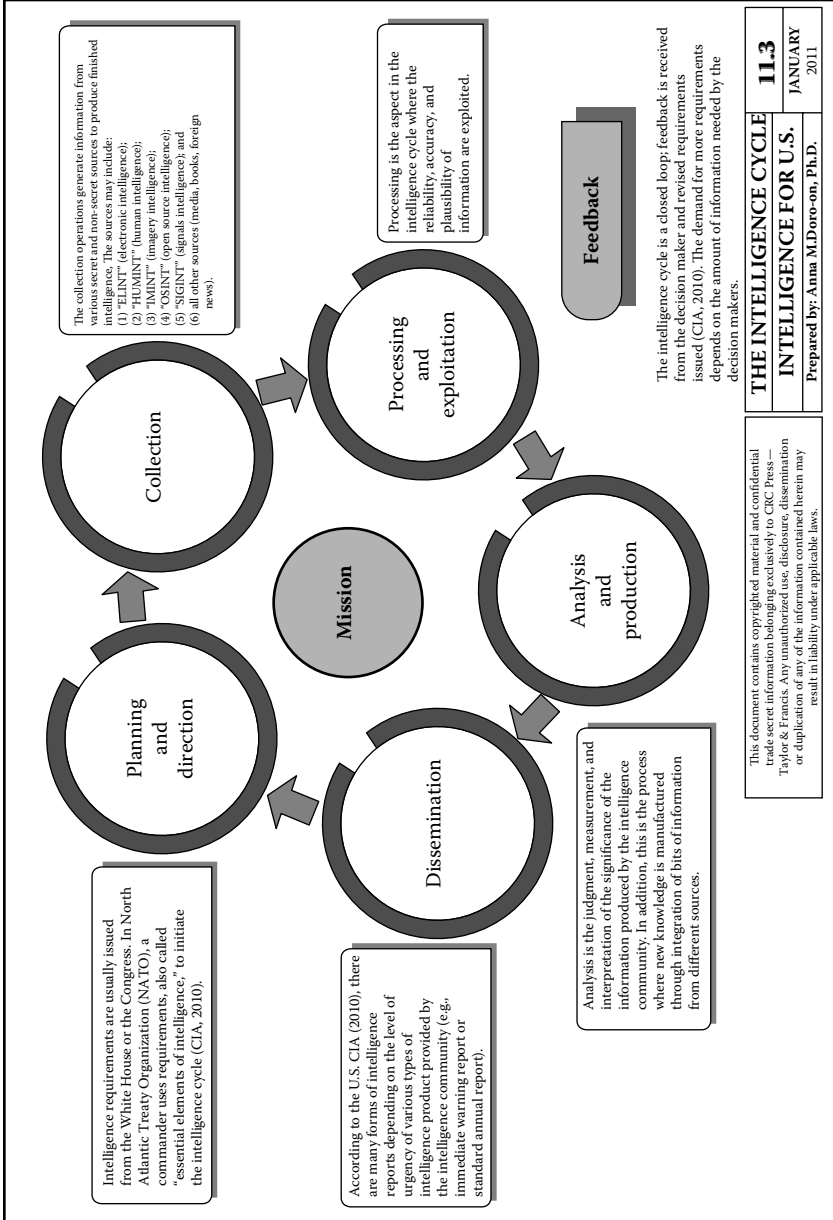 Intelligence requirements are usually issued
from the White House or the Congress. In North
Atlantic Treaty Organization (NATO), a
commander uses requirements, also called
“essential elements of intelligence,” to initiate
the intelligence cycle (CIA, 2010).
Planning
and
direction
Collection
The collection operations generate information from
various secret and non-secret sources to produce finished
intelligence. The sources may include:
(1) “ELINT” (electronic intelligence);
(2) “HUMINT” (human intelligence);
(3) “IMINT” (imagery intelligence);
(4) “OSINT” (open source intelligence);
(5) “SIGINT” (signals intelligence); and
(6) all other sources (media, books, foreign
news).
According to the U.S. CIA (2010), there
are many forms of intelligence
reports depending on the level of
urgency of various types of
intelligence product provided by
the intelligence community (e.g.,
immediate warning report or
standard annual report).
Dissemination
Mission
Processing
and
exploitation
Processing is the aspect in the
intelligence cycle where the
reliability, accuracy, and
plausibility of
information are exploited.
Analysis is the judgment, measurement, and
interpretation of the significance of the
information produced by the intelligence
community. In addition, this is the process
where new knowledge is manufactured
through integration of bits of information
from different sources.
Analysis
and
production
Feedback
The intelligence cycle is a closed loop; feedback is received
from the decision maker and revised requirements
issued (CIA, 2010). The demand for more requirements
depends on the amount of information needed by the
decision makers.
This document contains copyrighted material and confidential
trade secret information belonging exclusively to CRC Press—
Taylor & Francis. Any unauthorized use, disclosure, dissemination
or duplication of any of the information contained herein may
result in liability under applicable laws.
THE INTELLIGENCE CYCLE
INTELLIGENCE FOR U.S.
Prepared by: Anna M.Doro-on, Ph.D.
11.3
JANUARY
2011